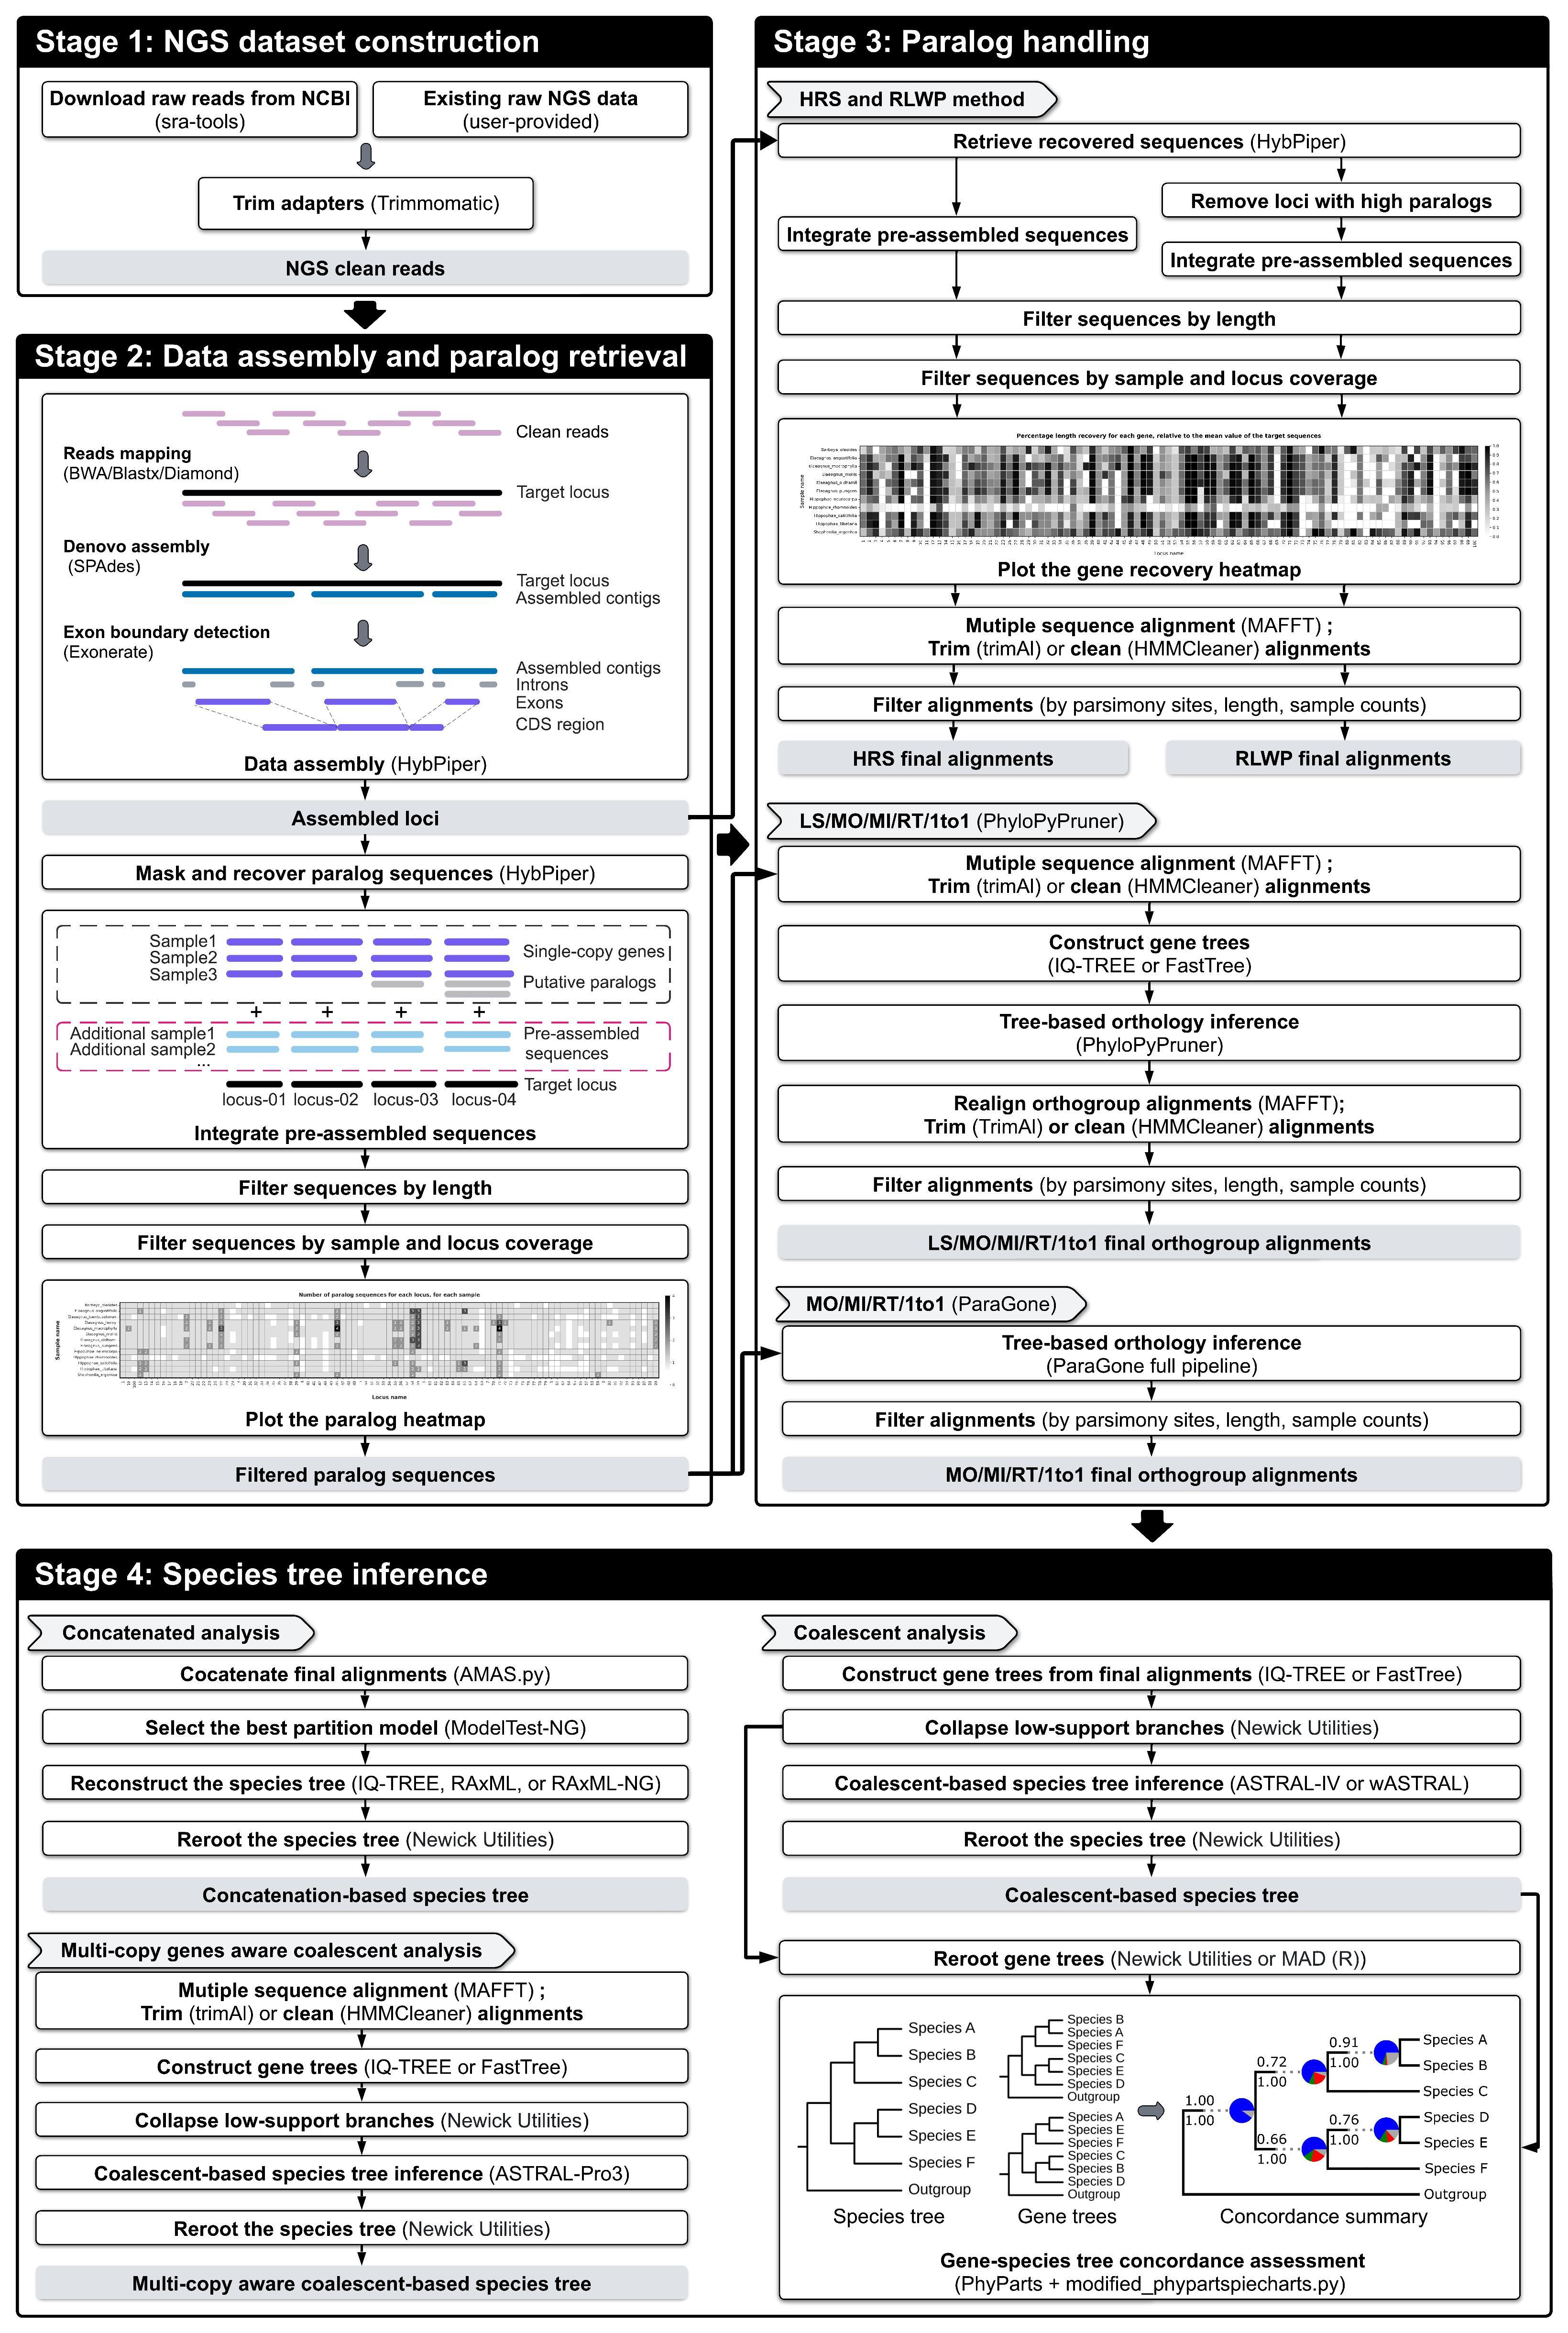 Stage 1: NGS dataset construction
Download raw reads from NCBI
(sra-tools)
Existing raw NGS data
(user-provided)
Trim adapters (Trimmomatic)
NGS clean reads
Stage 2: Data assembly and paralog retrieval
Clean reads
Reads mapping
(BWA/Blastx/Diamond)
Target locus
Denovo assembly
(SPAdes)
Target locus
Assembled contigs
Exon boundary detection
(Exonerate)
Assembled contigs
Introns
Exons
CDS region
Data assembly (HybPiper)
Assembled loci
Mask and recover paralog sequences (HybPiper)
Sample1
Sample2
Sample3
Single-copy genes
Putative paralogs
+ + + +
Additional sample1
Additional sample2
...
Pre-assembled
sequences
Target locus
locus-01 locus-02 locus-03 locus-04
Integrate pre-assembled sequences
Filter sequences by length
Filter sequences by sample and locus coverage
Number of paralog sequences for each locus, for each sample
Sample name
Locus name
Plot the paralog heatmap
Filtered paralog sequences
Stage 3: Paralog handling
HRS and RLWP method
Retrieve recovered sequences (HybPiper)
Remove loci with high paralogs
Integrate pre-assembled sequences
Integrate pre-assembled sequences
Filter sequences by length
Filter sequences by sample and locus coverage
Percentage length recovery for each gene, relative to the mean value of the target sequences
Sample name
Locus name
Plot the gene recovery heatmap
Mutiple sequence alignment (MAFFT) ;
Trim (trimAl) or clean (HMMCleaner) alignments
Filter alignments (by parsimony sites, length, sample counts)
HRS final alignments
RLWP final alignments
LS/MO/MI/RT/1to1 (PhyloPyPruner)
Mutiple sequence alignment (MAFFT) ;
Trim (trimAl) or clean (HMMCleaner) alignments
Construct gene trees
(IQ-TREE or FastTree)
Tree-based orthology inference
(PhyloPyPruner)
Realign orthogroup alignments (MAFFT);
Trim (TrimAl) or clean (HMMCleaner) alignments
Filter alignments (by parsimony sites, length, sample counts)
LS/MO/MI/RT/1to1 final orthogroup alignments
MO/MI/RT/1to1 (ParaGone)
Tree-based orthology inference
(ParaGone full pipeline)
Filter alignments (by parsimony sites, length, sample counts)
MO/MI/RT/1to1 final orthogroup alignments
Stage 4: Species tree inference
Concatenated analysis
Cocatenate final alignments (AMAS.py)
Select the best partition model (ModelTest-NG)
Reconstruct the species tree (IQ-TREE, RAxML, or RAxML-NG)
Reroot the species tree (Newick Utilities)
Concatenation-based species tree
Multi-copy genes aware coalescent analysis
Mutiple sequence alignment (MAFFT) ;
Trim (trimAl) or clean (HMMCleaner) alignments
Construct gene trees (IQ-TREE or FastTree)
Collapse low-support branches (Newick Utilities)
Coalescent-based species tree inference (ASTRAL-Pro3)
Reroot the species tree (Newick Utilities)
Multi-copy aware coalescent-based species tree
Coalescent analysis
Construct gene trees from final alignments (IQ-TREE or FastTree)
Collapse low-support branches (Newick Utilities)
Coalescent-based species tree inference (ASTRAL-IV or wASTRAL)
Reroot the species tree (Newick Utilities)
Coalescent-based species tree
Reroot gene trees (Newick Utilities or MAD (R))
Species A
Species B
Species C
Species D
Species E
Species F
Outgroup
Species tree
Species B
Species A
Species F
Species C
Species E
Species D
Outgroup
Species A
Species E
Species F
Species C
Species B
Species D
Outgroup
Gene trees
0.91
1.00
0.72
1.00
1.00
1.00
0.76
1.00
0.66
1.00
Species A
Species B
Species C
Species D
Species E
Species F
Outgroup
Concordance summary
Gene-species tree concordance assessment
(PhyParts + modified_phypartspiecharts.py)